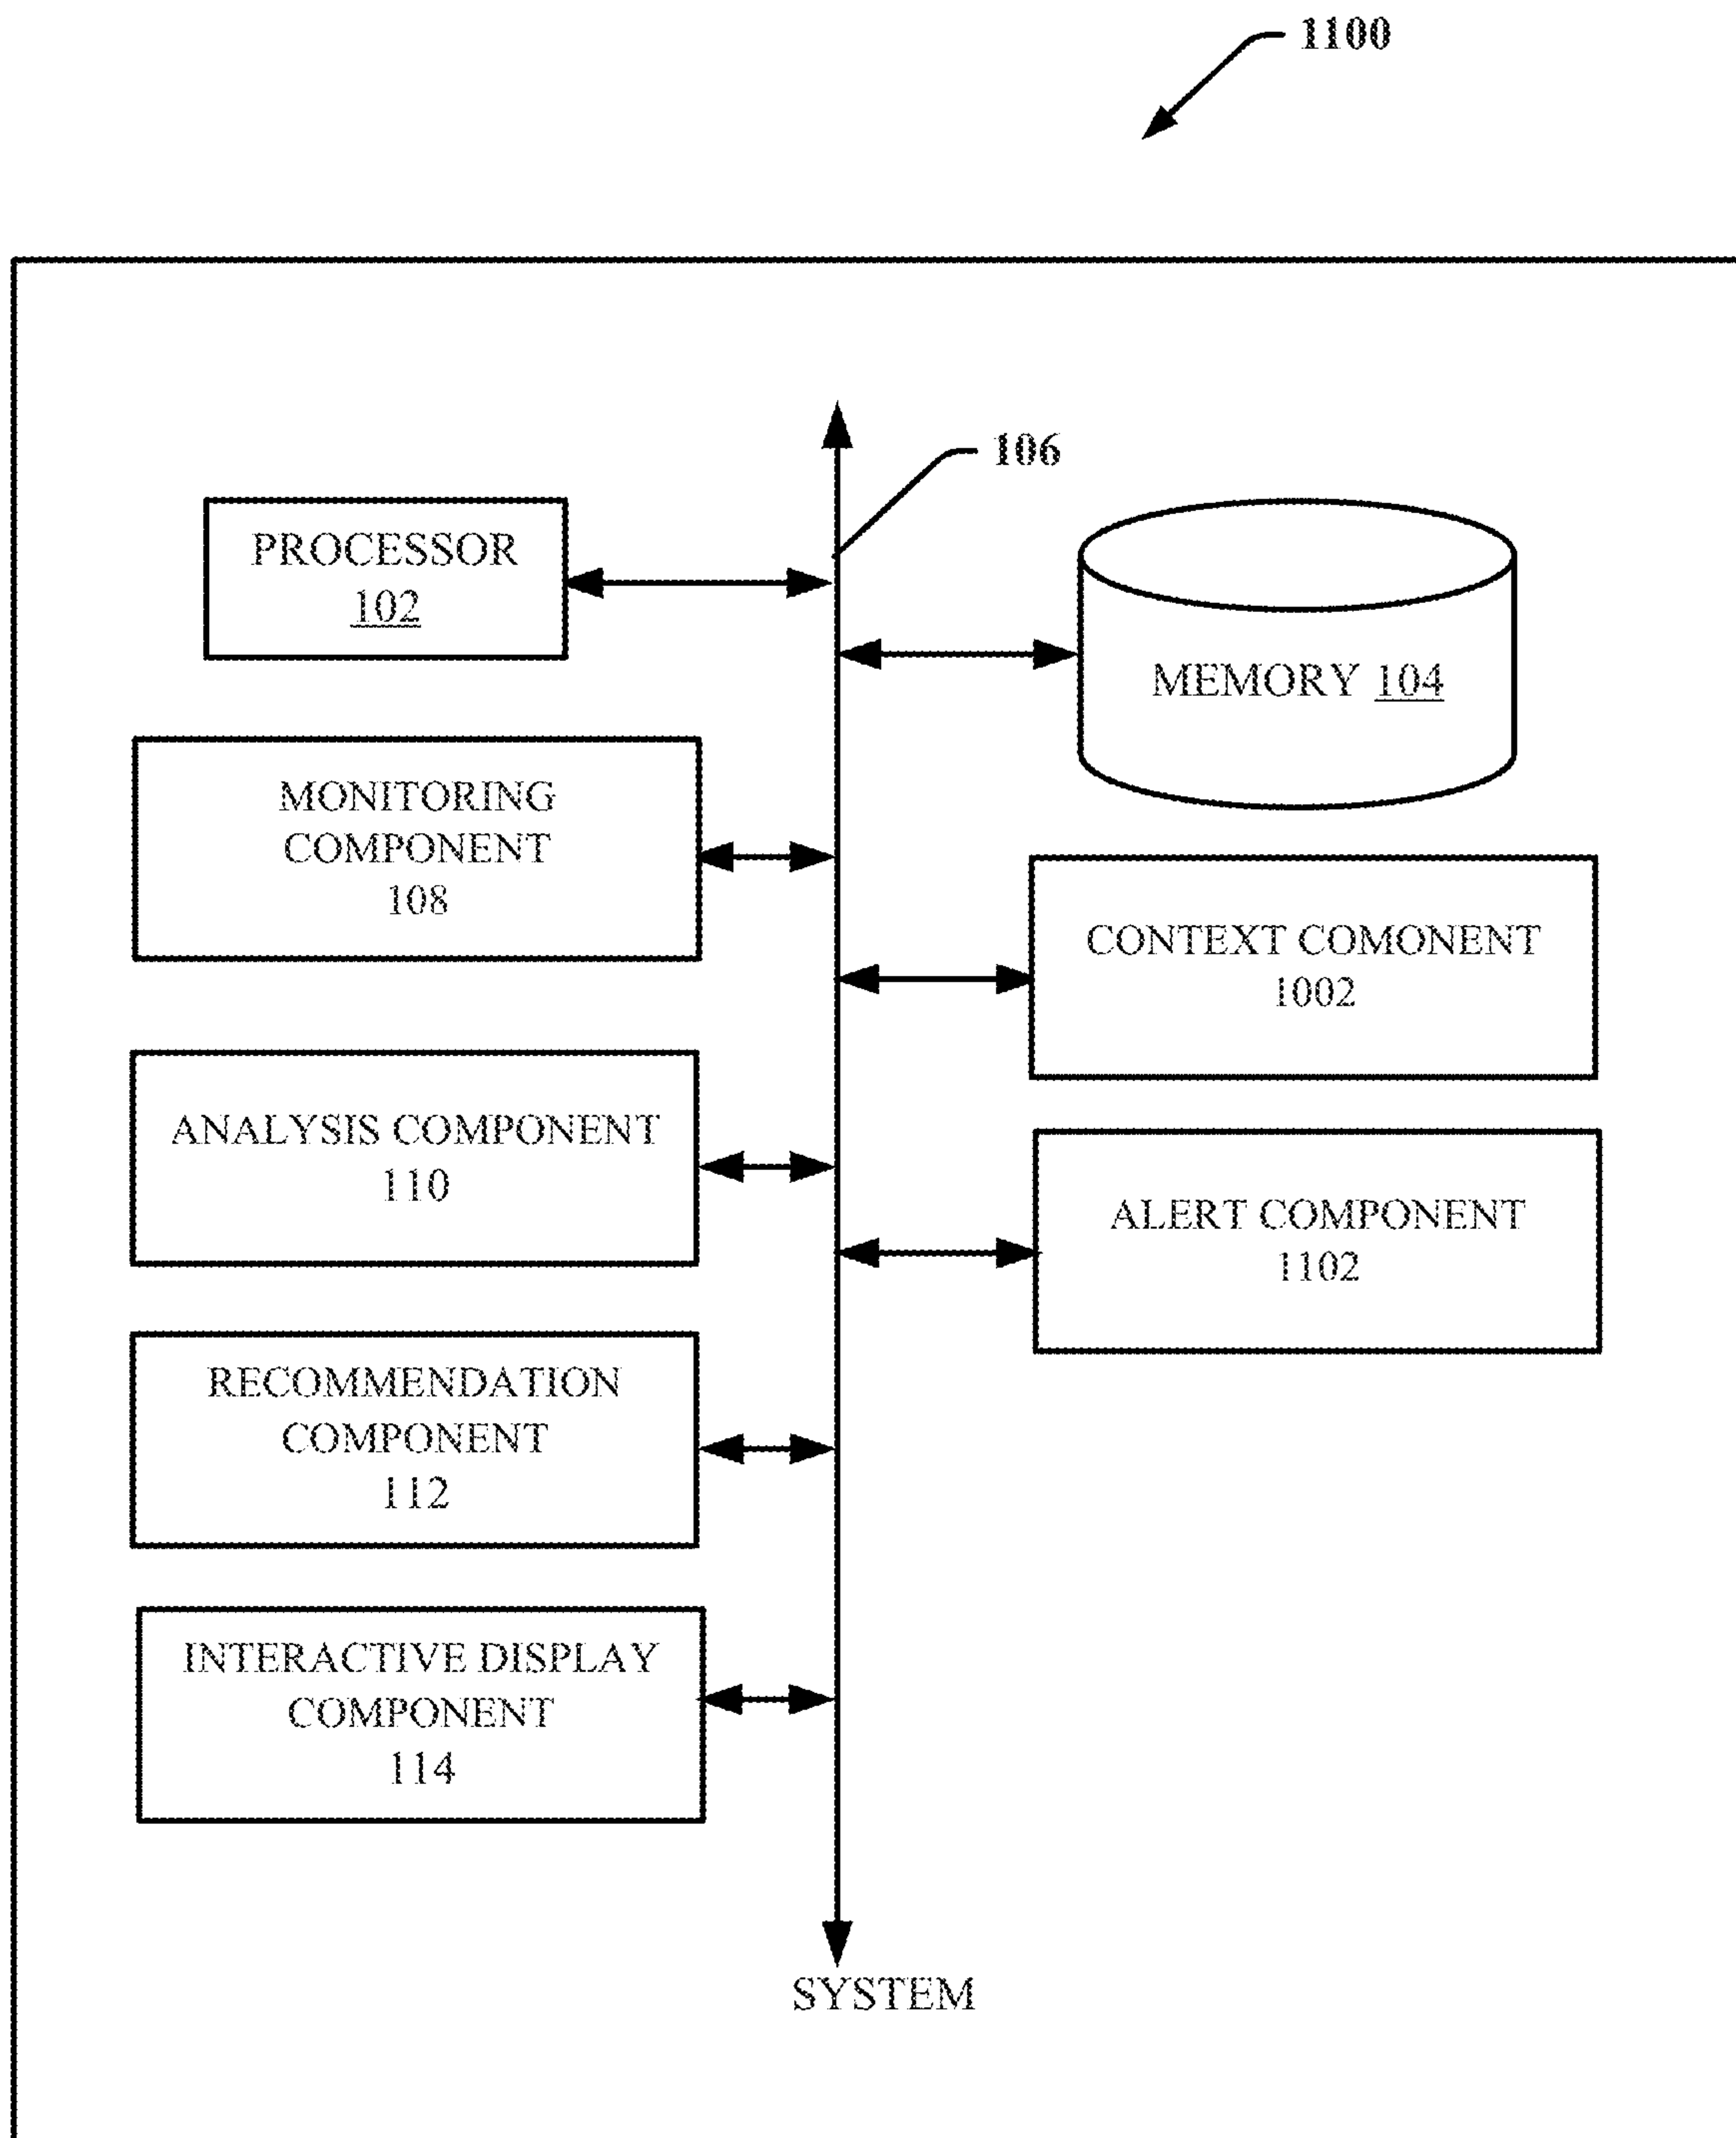 1100
106
PROCESSOR
102
MEMORY 104
MONITORING
COMPONENT
108
CONTEXT COMONENT
1002
ANALYSIS COMPONENT
110
ALERT COMPONENT
1102
RECOMMENDATION
COMPONENT
112
INTERACTIVE DISPLAY
COMPONENT
114
SYSTEM